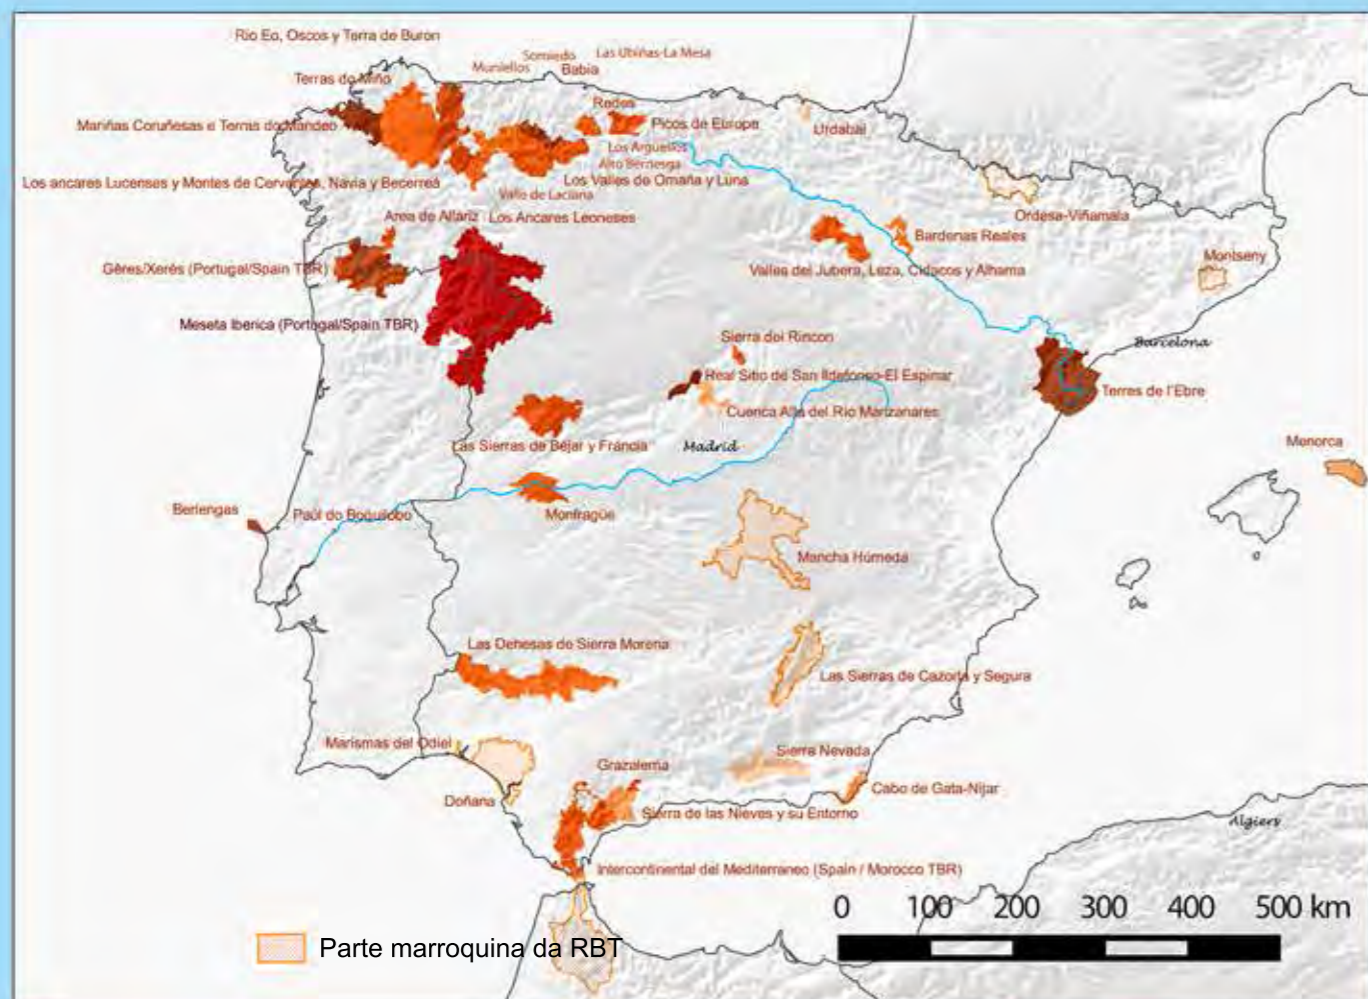 Rio Eo, Oscos y Terra de Buron
Somiedo
Las Ubiñas-La Mesa
Muniellos
Babia
Terras do Miño
Redes
Mariñas Coruñesas e Terras do Mandeo
Picos de Europa
Urdabai
Los Arguellos
Alto Bernesga
Los ancares Lucenses y Montes de Cervantes, Navia y Becerreá
Los Valles de Omaña y Luna
Valle de Laciana
Area de Allariz
Los Ancares Leoneses
Ordesa-Viñamala
Bardenas Reales
Montseny
Gêres/Xerés (Portugal/Spain TBR)
Valles del Jubera, Leza, Cidacos y Alhama
Meseta Iberica (Portugal/Spain TBR)
Sierra del Rincon
Barcelona
Real Sitio de San Ildefonso-El Espinar
Terres de l'Ebre
Cuenca Alta del Rio Manzanares
Las Sierras de Béjar y Francia
Madrid
Menorca
Berlengas
Paúl do Boquilobo
Monfragüe
Mancha Húmeda
Las Dehesas de Sierra Morena
Las Sierras de Cazorla y Segura
Marismas del Odiel
Sierra Nevada
Grazalema
Cabo de Gata-Nijar
Doñana
Sierra de las Nieves y su Entorno
Algiers
Intercontinental del Mediterraneo (Spain / Morocco TBR)
0 100 200 300 400 500 km
Parte marroquina da RBT